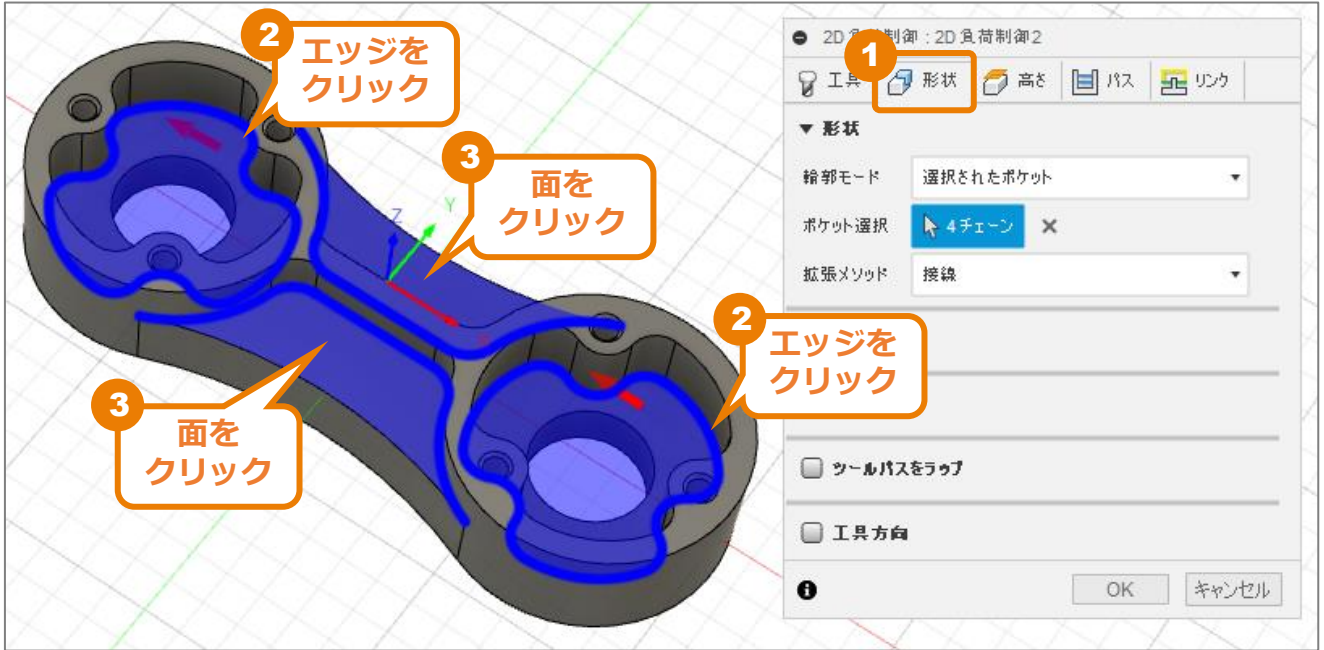 2
エッジを
クリック
3
面を
クリック
2
エッジを
クリック
3
面を
クリック
Z
Y
1
2D 負荷制御 : 2D 負荷制御2
工具
形状
高さ
パス
リンク
▼ 形状
輪郭モード
選択されたポケット
ポケット選択
4 チェーン
拡張メソッド
接線
ツールパスをラップ
工具方向
OK
キャンセル